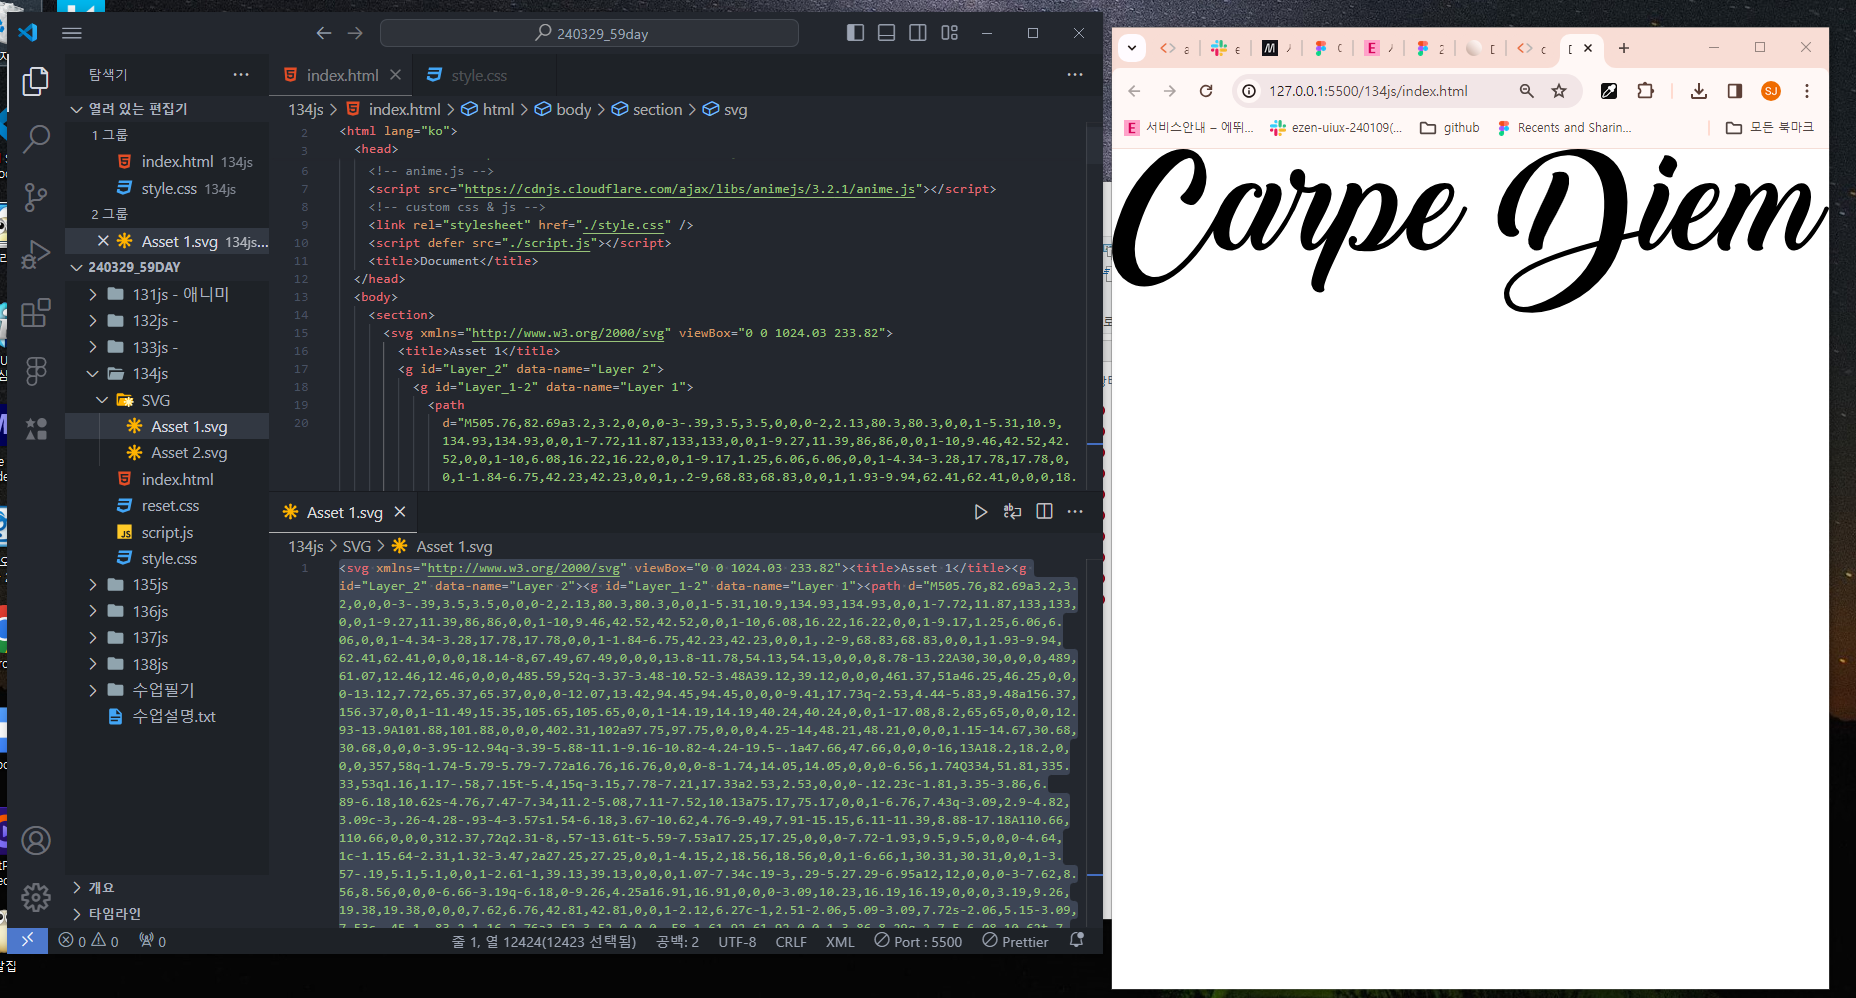 240329_59day
탐색기
열려 있는 편집기
1 그룹
index.html 134js
style.css 134js
2 그룹
Asset 1.svg 134js...
240329_59DAY
131js - 애니미
132js -
133js -
134js
SVG
Asset 1.svg
Asset 2.svg
index.html
reset.css
script.js
style.css
135js
136js
137js
138js
수업필기
수업설명.txt
개요
타임라인
index.html
style.css
134js > index.html > html > body > section > svg
2 <html lang="ko">
3 <head>
6 <!-- anime.js -->
7 <script src="https://cdnjs.cloudflare.com/ajax/libs/animejs/3.2.1/anime.js"></script>
8 <!-- custom css & js -->
9 <link rel="stylesheet" href="./style.css" />
10 <script defer src="./script.js"></script>
11 <title>Document</title>
12 </head>
13 <body>
14 <section>
15 <svg xmlns="http://www.w3.org/2000/svg" viewBox="0 0 1024.03 233.82">
16 <title>Asset 1</title>
17 <g id="Layer_2" data-name="Layer 2">
18 <g id="Layer_1-2" data-name="Layer 1">
19 <path
20 d="M505.76,82.69a3.2,3.2,0,0,0-3-.39,3.5,3.5,0,0,0-2,2.13,80.3,80.3,0,0,1-5.31,10.9,
134.93,134.93,0,0,1-7.72,11.87,133,133,0,0,1-9.27,11.39,86,86,0,0,1-10,9.46,42.52,42.
52,0,0,1-10,6.08,16.22,16.22,0,0,1-9.17,1.25,6.06,6.06,0,0,1-4.34-3.28,17.78,17.78,0,
0,1-1.84-6.75,42.23,42.23,0,0,1,.2-9,68.83,68.83,0,0,1,1.93-9.94,62.41,62.41,0,0,0,18.
Asset 1.svg
134js > SVG > Asset 1.svg
1 <svg xmlns="http://www.w3.org/2000/svg" viewBox="0 0 1024.03 233.82"><title>Asset 1</title><g
id="Layer_2" data-name="Layer 2"><g id="Layer_1-2" data-name="Layer 1"><path d="M505.76,82.69a3.2,3.
2,0,0,0-3-.39,3.5,3.5,0,0,0-2,2.13,80.3,80.3,0,0,1-5.31,10.9,134.93,134.93,0,0,1-7.72,11.87,133,133,
0,0,1-9.27,11.39,86,86,0,0,1-10,9.46,42.52,42.52,0,0,1-10,6.08,16.22,16.22,0,0,1-9.17,1.25,6.06,6.
06,0,0,1-4.34-3.28,17.78,17.78,0,0,1-1.84-6.75,42.23,42.23,0,0,1,.2-9,68.83,68.83,0,0,1,1.93-9.94,
62.41,62.41,0,0,0,18.14-8,67.49,67.49,0,0,0,13.8-11.78,54.13,54.13,0,0,0,8.78-13.22A30,30,0,0,0,489,
61.07,12.46,12.46,0,0,0,485.59,52q-3.37-3.48-10.52-3.48A39.12,39.12,0,0,0,461.37,51a46.25,46.25,0,0,
0-13.12,7.72,65.37,65.37,0,0,0-12.07,13.42,94.45,94.45,0,0,0-9.41,17.73q-2.53,4.44-5.83,9.48a156.37,
156.37,0,0,1-11.49,15.35,105.65,105.65,0,0,1-14.19,14.19,40.24,40.24,0,0,1-17.08,8.2,65,65,0,0,0,12.
93-13.9A101.88,101.88,0,0,0,402.31,102a97.75,97.75,0,0,0,4.25-14,48.21,48.21,0,0,0,1.15-14.67,30.68,
30.68,0,0,0-3.95-12.94q-3.39-5.88-11.1-9.16-10.82-4.24-19.5-.1a47.66,47.66,0,0,0-16,13A18.2,18.2,0,
0,0,357,58q-1.74-5.79-5.79-7.72a16.76,16.76,0,0,0-8-1.74,14.05,14.05,0,0,0-6.56,1.74Q334,51.81,335.
33,53q1.16,1.17-.58,7.15t-5.4,15q-3.15,7.78-7.21,17.33a2.53,2.53,0,0,0-.12.23c-1.81,3.35-3.86,6.
89-6.18,10.62s-4.76,7.47-7.34,11.2-5.08,7.11-7.52,10.13a75.17,75.17,0,0,1-6.76,7.43q-3.09,2.9-4.82,
3.09c-3,.26-4.28-.93-4-3.57s1.54-6.18,3.67-10.62,4.76-9.49,7.91-15.15,6.11-11.39,8.88-17.18A110.66,
110.66,0,0,0,312.37,72q2.31-8,.57-13.61t-5.59-7.53a17.25,17.25,0,0,0-7.72-1.93,9.5,9.5,0,0,0-4.64,
1c-1.15.64-2.31,1.32-3.47,2a27.25,27.25,0,0,1-4.15,2,18.56,18.56,0,0,1-6.66,1,30.31,30.31,0,0,1-3.
57-.19,5.1,5.1,0,0,1-2.61-1,39.13,39.13,0,0,0,1.07-7.34c.19-3,.29-5.27.29-6.95a12,12,0,0,0-3-7.62,8.
56,8.56,0,0,0-6.66-3.19q-6.18,0-9.26,4.25a16.91,16.91,0,0,0-3.09,10.23,16.19,16.19,0,0,0,3.19,9.26,
19.38,19.38,0,0,0,7.62,6.76,42.81,42.81,0,0,1-2.12,6.27c-1,2.51-2.06,5.09-3.09,7.72s-2.06,5.15-3.09,
0 0 0
줄 1, 열 12424(12423 선택됨)
공백: 2
UTF-8
CRLF
XML
Port : 5500
Prettier
127.0.0.1:5500/134js/index.html
SJ
서비스안내 – 에뛰...
ezen-uiux-240109(...
github
Recents and Sharin...
모든 북마크
Carpe Diem